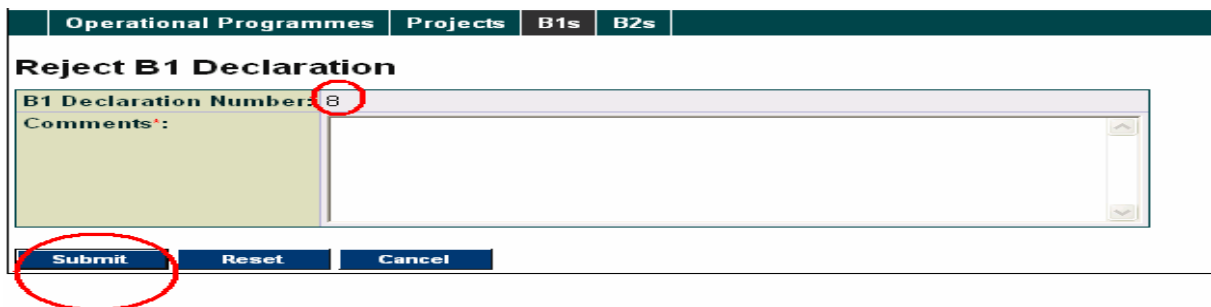 Operational Programmes Projects B1s B2s
Reject B1 Declaration
B1 Declaration Number: 8
Comments*:
Submit Reset Cancel